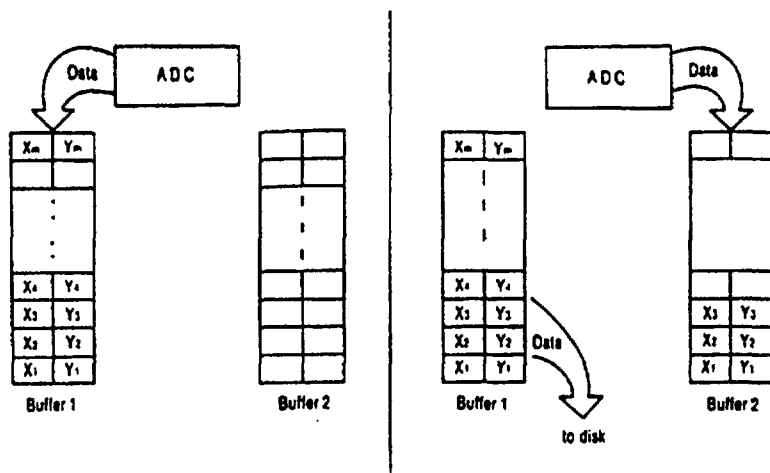 Data
ADC
Xm Ym
X4 Y4
X3 Y3
X2 Y2
X1 Y1
Buffer 1
Buffer 2
ADC
Data
Xm Ym
X4 Y4
X3 Y3
X2 Y2
X1 Y1
Buffer 1
Data
to disk
X3 Y3
X2 Y2
X1 Y1
Buffer 2